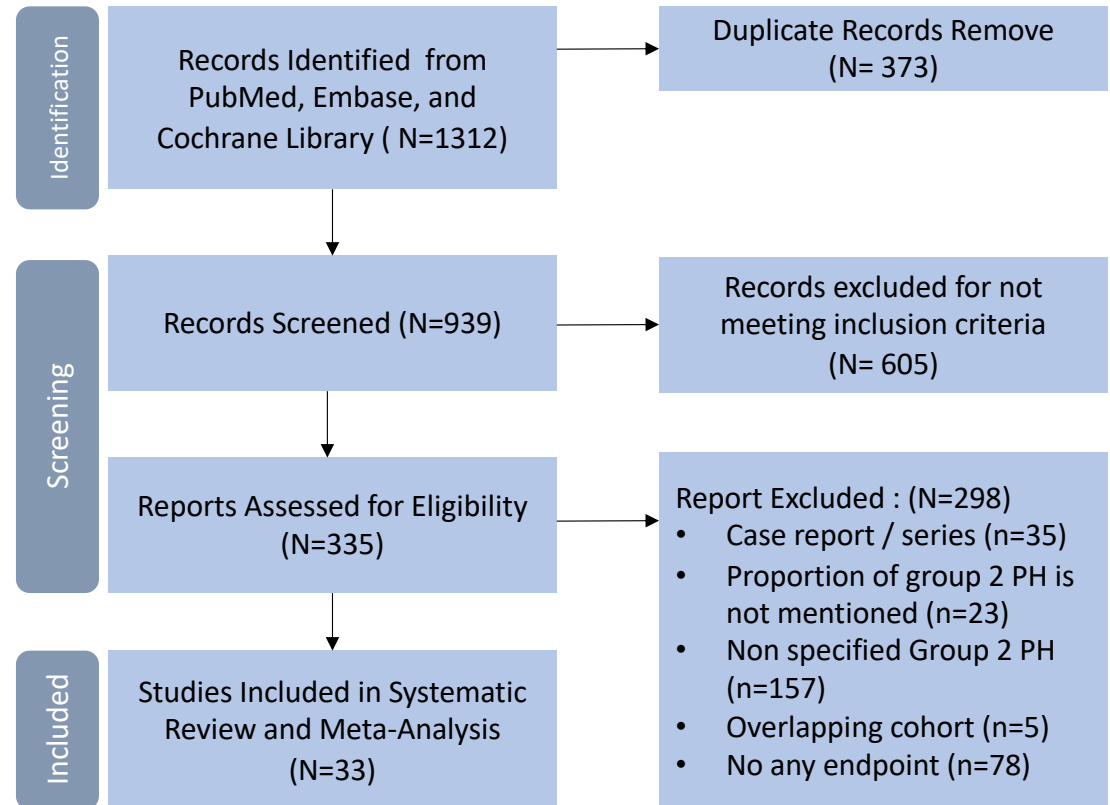 Identification
Records Identified from
PubMed, Embase, and
Cochrane Library ( N=1312)
Duplicate Records Remove
(N= 373)
Screening
Records Screened (N=939)
Records excluded for not
meeting inclusion criteria
(N= 605)
Reports Assessed for Eligibility
(N=335)
Report Excluded : (N=298)
• Case report / series (n=35)
• Proportion of group 2 PH is
not mentioned (n=23)
• Non specified Group 2 PH
(n=157)
• Overlapping cohort (n=5)
• No any endpoint (n=78)
Included
Studies Included in Systematic
Review and Meta-Analysis
(N=33)